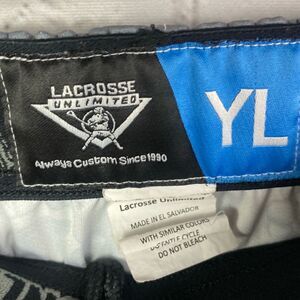 LACROSSE
UNLIMITED
Always Custom Since 1990
YL
Lacrosse Unlimited
MADE IN EL SALVADOR
WITH SIMILAR COLORS
CYCLE
DO NOT BLEACH